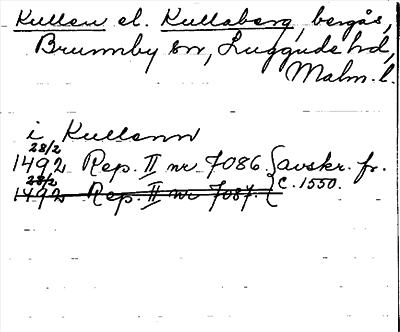 Kullen el. Kullaberg, bergås,
Brunnby sn, Luggude hd,
Malm. l.
i Kullenn
28/2
1492 Rep. II nr 7086. { avskr. fr.
28/2
1492 Rep. II nr 7087. { c. 1550.